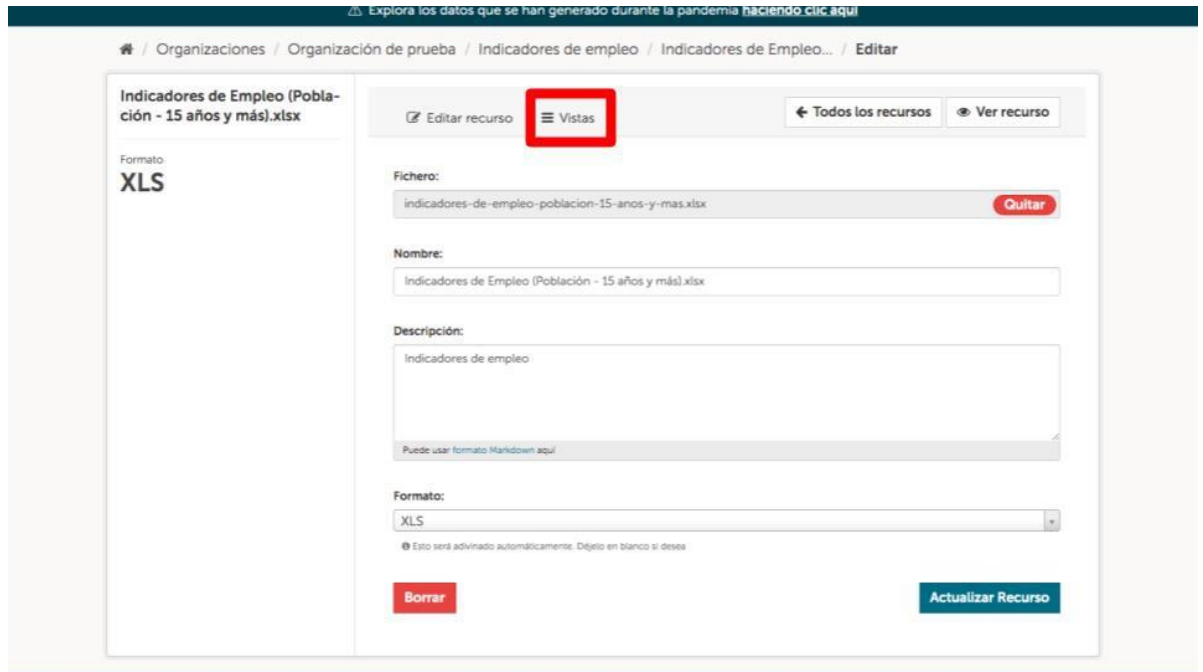 ⚠ Explora los datos que se han generado durante la pandemia haciendo clic aquí
/ Organizaciones / Organización de prueba / Indicadores de empleo / Indicadores de Empleo... / Editar
Indicadores de Empleo (Pobla-
ción - 15 años y más).xlsx
Formato
XLS
Editar recurso
Vistas
Todos los recursos
Ver recurso
Fichero:
indicadores-de-empleo-poblacion-15-anos-y-mas.xlsx
Quitar
Nombre:
Indicadores de Empleo (Población - 15 años y más).xlsx
Descripción:
Indicadores de empleo
Puede usar formato Markdown aquí
Formato:
XLS
Esto será adivinado automáticamente. Déjelo en blanco si desea
Borrar
Actualizar Recurso